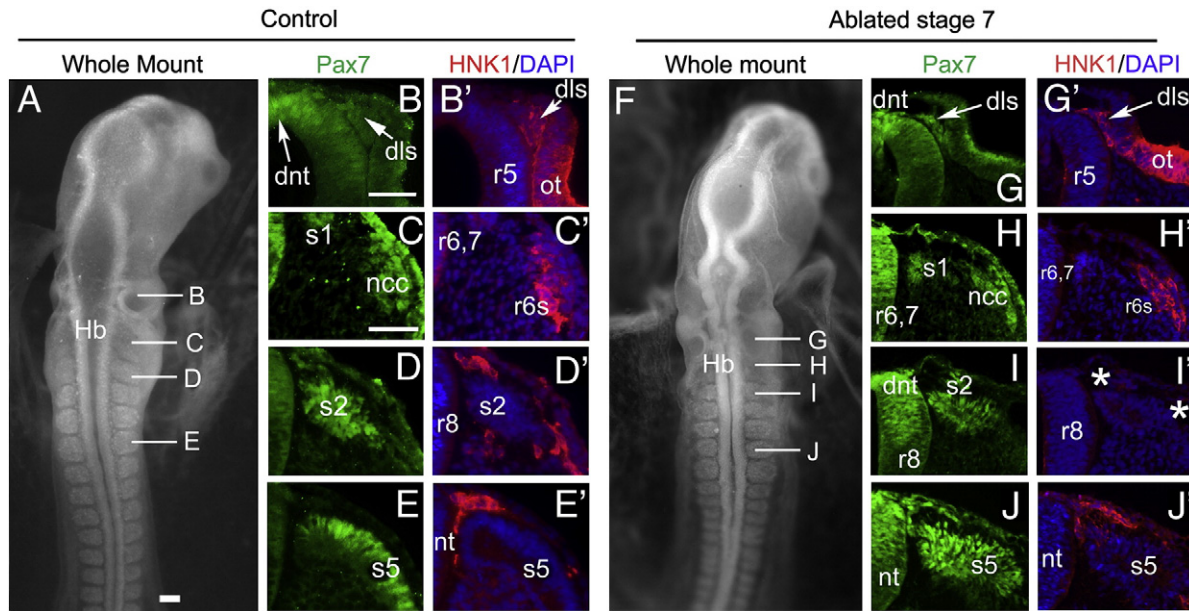 Control
Ablated stage 7
Whole Mount
Pax7
HNK1/DAPI
Whole mount
Pax7
HNK1/DAPI
A
B
C
D
E
Hb
B
dnt
dls
B'
dls
r5
ot
C
s1
ncc
C'
r6,7
r6s
D
s2
D'
r8
s2
E
s5
E'
nt
s5
F
G
H
I
J
Hb
G
dnt
dls
G'
dls
r5
ot
H
s1
ncc
r6,7
H'
r6,7
r6s
I
dnt
s2
r8
I'
*
*
r8
J
nt
s5
J'
nt
s5